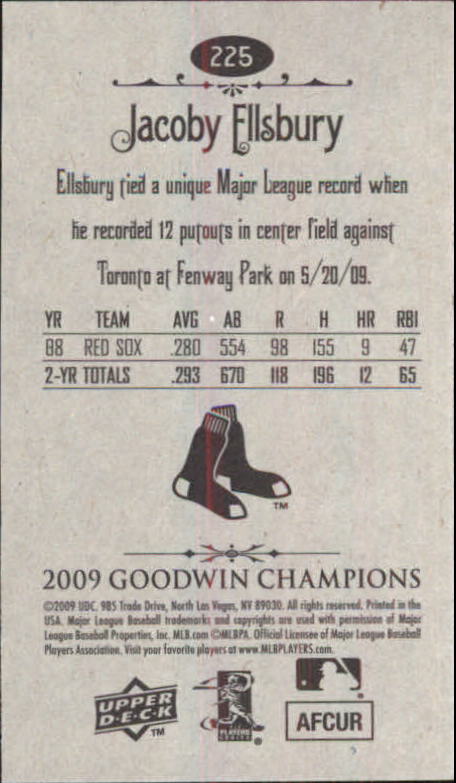 225
Jacoby Ellsbury
Ellsbury tied a unique Major League record when
he recorded 12 putouts in center field against
Toronto at Fenway Park on 5/20/09.
YR TEAM AVG AB R H HR RBI
08 RED SOX .280 554 98 155 9 47
2-YR TOTALS .293 670 118 196 12 65
TM
2009 GOODWIN CHAMPIONS
©2009 UDC. 985 Trade Drive, North Las Vegas, NV 89030. All rights reserved. Printed in the
USA. Major League Baseball trademarks and copyrights are used with permission of Major
League Baseball Properties, Inc. MLB.com ©MLBPA. Official Licensee of Major League Baseball
Players Association. Visit your favorite players at www.MLBPLAYERS.com.
UPPER
D·E·C·K
TM
PLAYERS
CHOICE
®
AFCUR